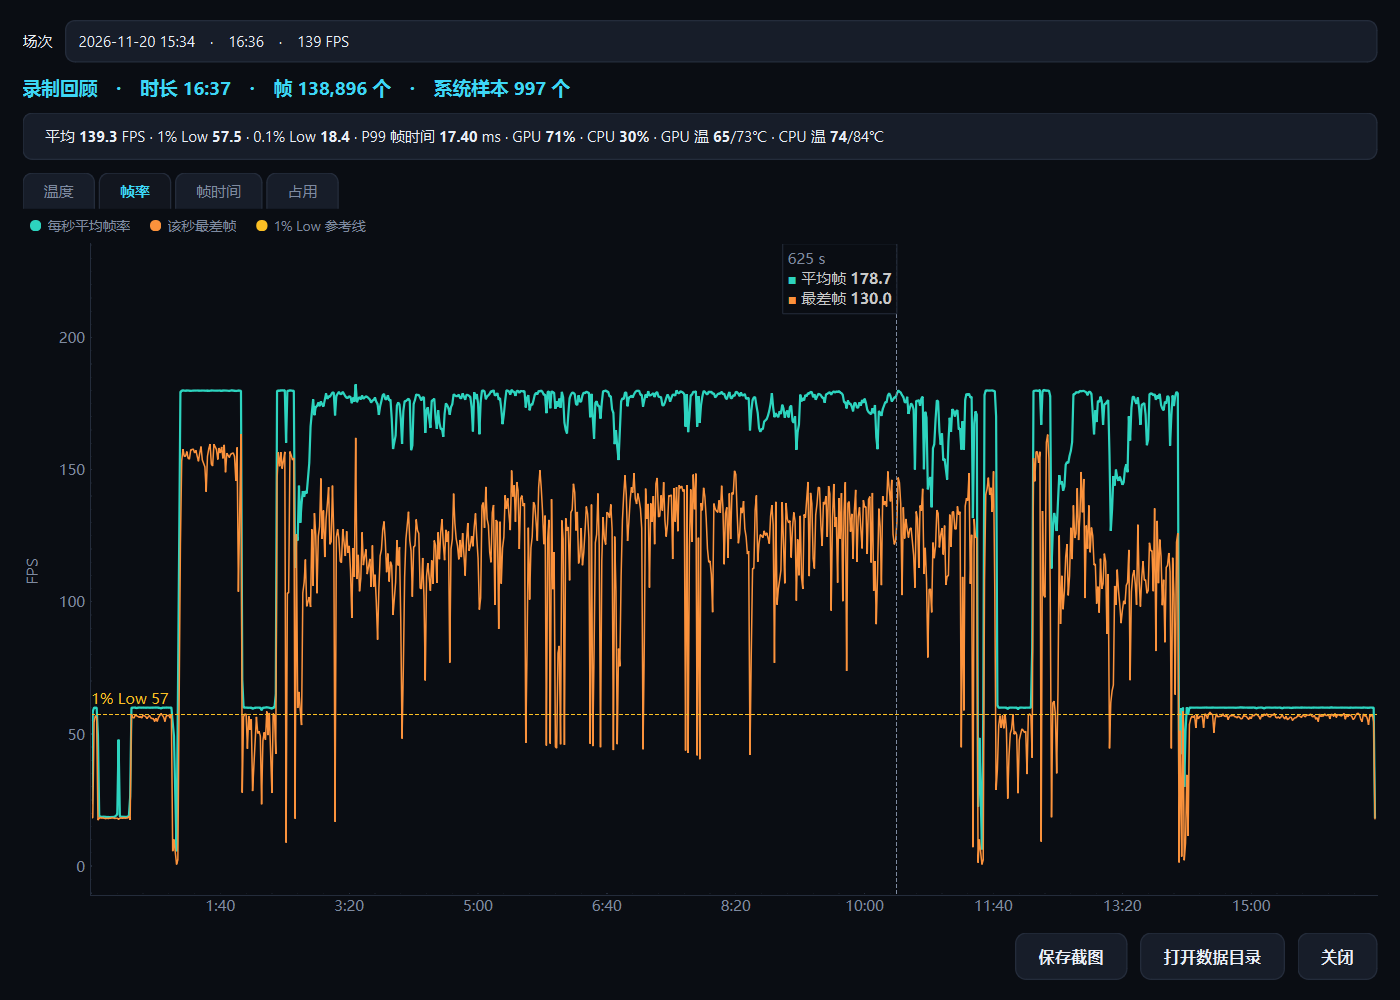 场次 2026-11-20 15:34 · 16:36 · 139 FPS
录制回顾 · 时长 16:37 · 帧 138,896 个 · 系统样本 997 个
平均 139.3 FPS · 1% Low 57.5 · 0.1% Low 18.4 · P99 帧时间 17.40 ms · GPU 71% · CPU 30% · GPU 温 65/73℃ · CPU 温 74/84℃
温度 帧率 帧时间 占用
每秒平均帧率 该秒最差帧 1% Low 参考线
625 s
平均帧 178.7
最差帧 130.0
200
150
FPS
100
1% Low 57
50
0
1:40 3:20 5:00 6:40 8:20 10:00 11:40 13:20 15:00
保存截图 打开数据目录 关闭